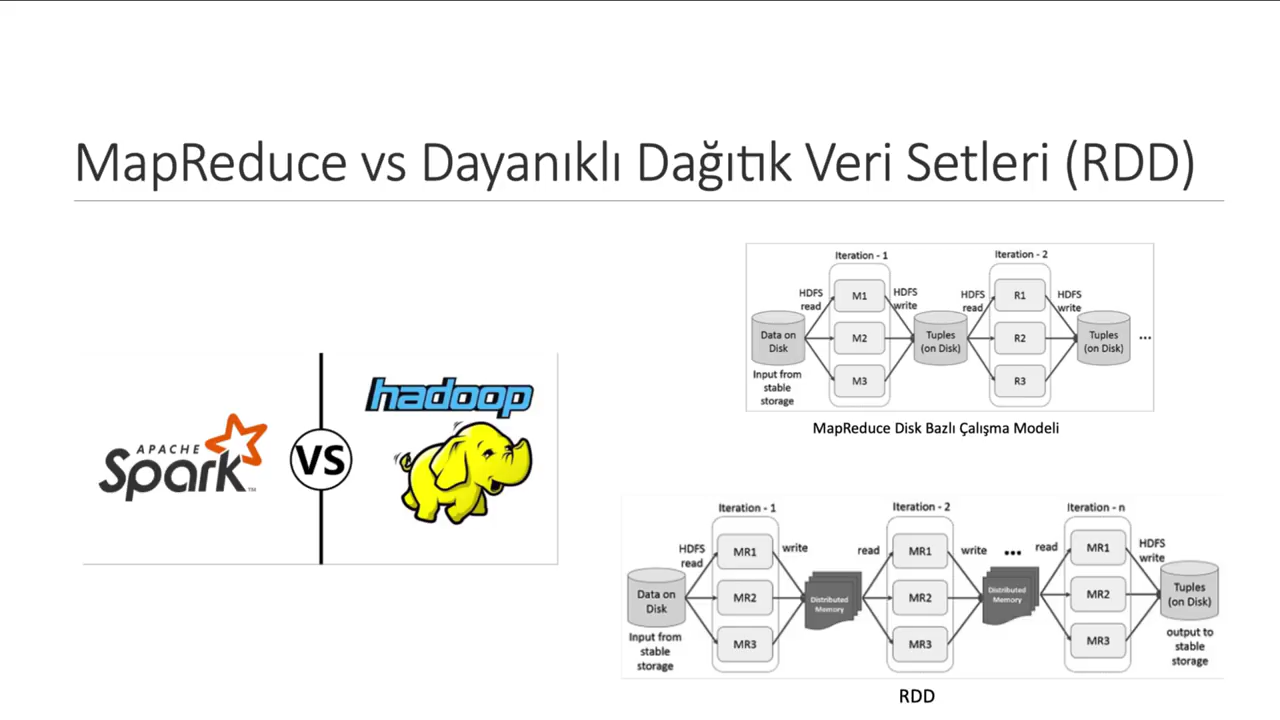 MapReduce vs Dayanıklı Dağıtık Veri Setleri (RDD)
APACHE
Spark™
VS
hadoop
Iteration - 1
Iteration - 2
HDFS
read
M1
HDFS
write
HDFS
read
R1
HDFS
write
Data on
Disk
M2
Tuples
(on Disk)
R2
Tuples
(on Disk)
...
Input from
stable
storage
M3
R3
MapReduce Disk Bazlı Çalışma Modeli
Iteration - 1
Iteration - 2
Iteration - n
HDFS
read
MR1
write
read
MR1
write
...
read
MR1
HDFS
write
Data on
Disk
MR2
Distributed
Memory
MR2
Distributed
Memory
MR2
Tuples
(on Disk)
Input from
stable
storage
MR3
MR3
MR3
output to
stable
storage
RDD